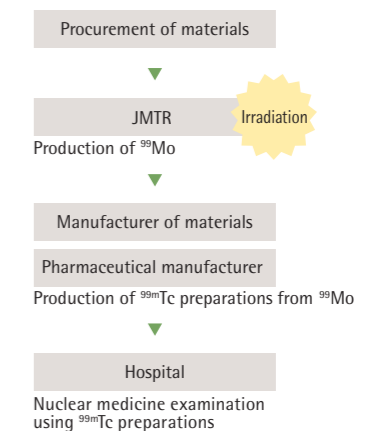 Procurement of materials
▼
JMTR
Irradiation
Production of ⁹⁹Mo
▼
Manufacturer of materials
Pharmaceutical manufacturer
Production of ⁹⁹ᵐTc preparations from ⁹⁹Mo
▼
Hospital
Nuclear medicine examination
using ⁹⁹ᵐTc preparations